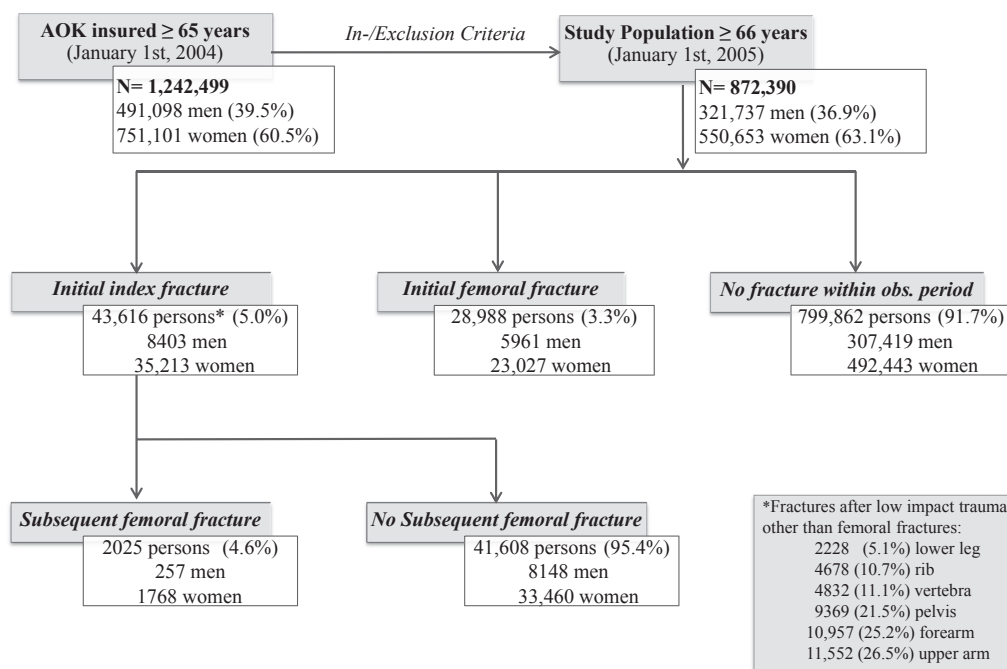 AOK insured ≥ 65 years
(January 1st, 2004)
In-/Exclusion Criteria
Study Population ≥ 66 years
(January 1st, 2005)
N= 1,242,499
491,098 men (39.5%)
751,101 women (60.5%)
N= 872,390
321,737 men (36.9%)
550,653 women (63.1%)
Initial index fracture
43,616 persons* (5.0%)
8403 men
35,213 women
Initial femoral fracture
28,988 persons (3.3%)
5961 men
23,027 women
No fracture within obs. period
799,862 persons (91.7%)
307,419 men
492,443 women
Subsequent femoral fracture
2025 persons (4.6%)
257 men
1768 women
No Subsequent femoral fracture
41,608 persons (95.4%)
8148 men
33,460 women
*Fractures after low impact trauma
other than femoral fractures:
2228 (5.1%) lower leg
4678 (10.7%) rib
4832 (11.1%) vertebra
9369 (21.5%) pelvis
10,957 (25.2%) forearm
11,552 (26.5%) upper arm